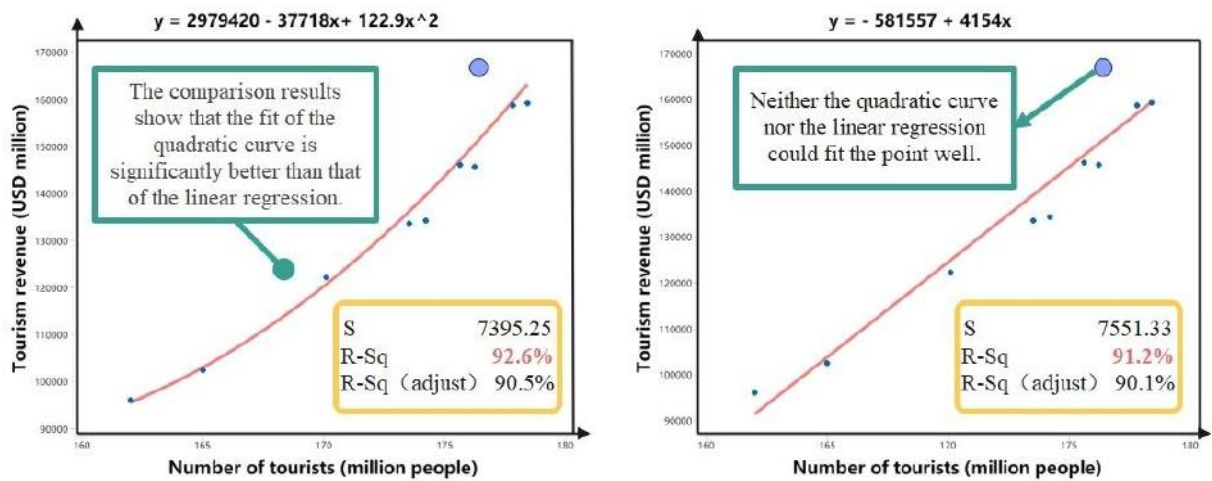 y = 2979420 - 37718x+ 122.9x^2
170000
160000
150000
140000
130000
120000
110000
100000
90000
160
165
170
175
180
Tourism revenue (USD million)
Number of tourists (million people)
The comparison results
show that the fit of the
quadratic curve is
significantly better than that
of the linear regression.
S 7395.25
R-Sq 92.6%
R-Sq（adjust） 90.5%
y = - 581557 + 4154x
170000
160000
150000
140000
130000
120000
110000
100000
90000
160
165
170
175
180
Tourism revenue (USD million)
Number of tourists (million people)
Neither the quadratic curve
nor the linear regression
could fit the point well.
S 7551.33
R-Sq 91.2%
R-Sq（adjust） 90.1%